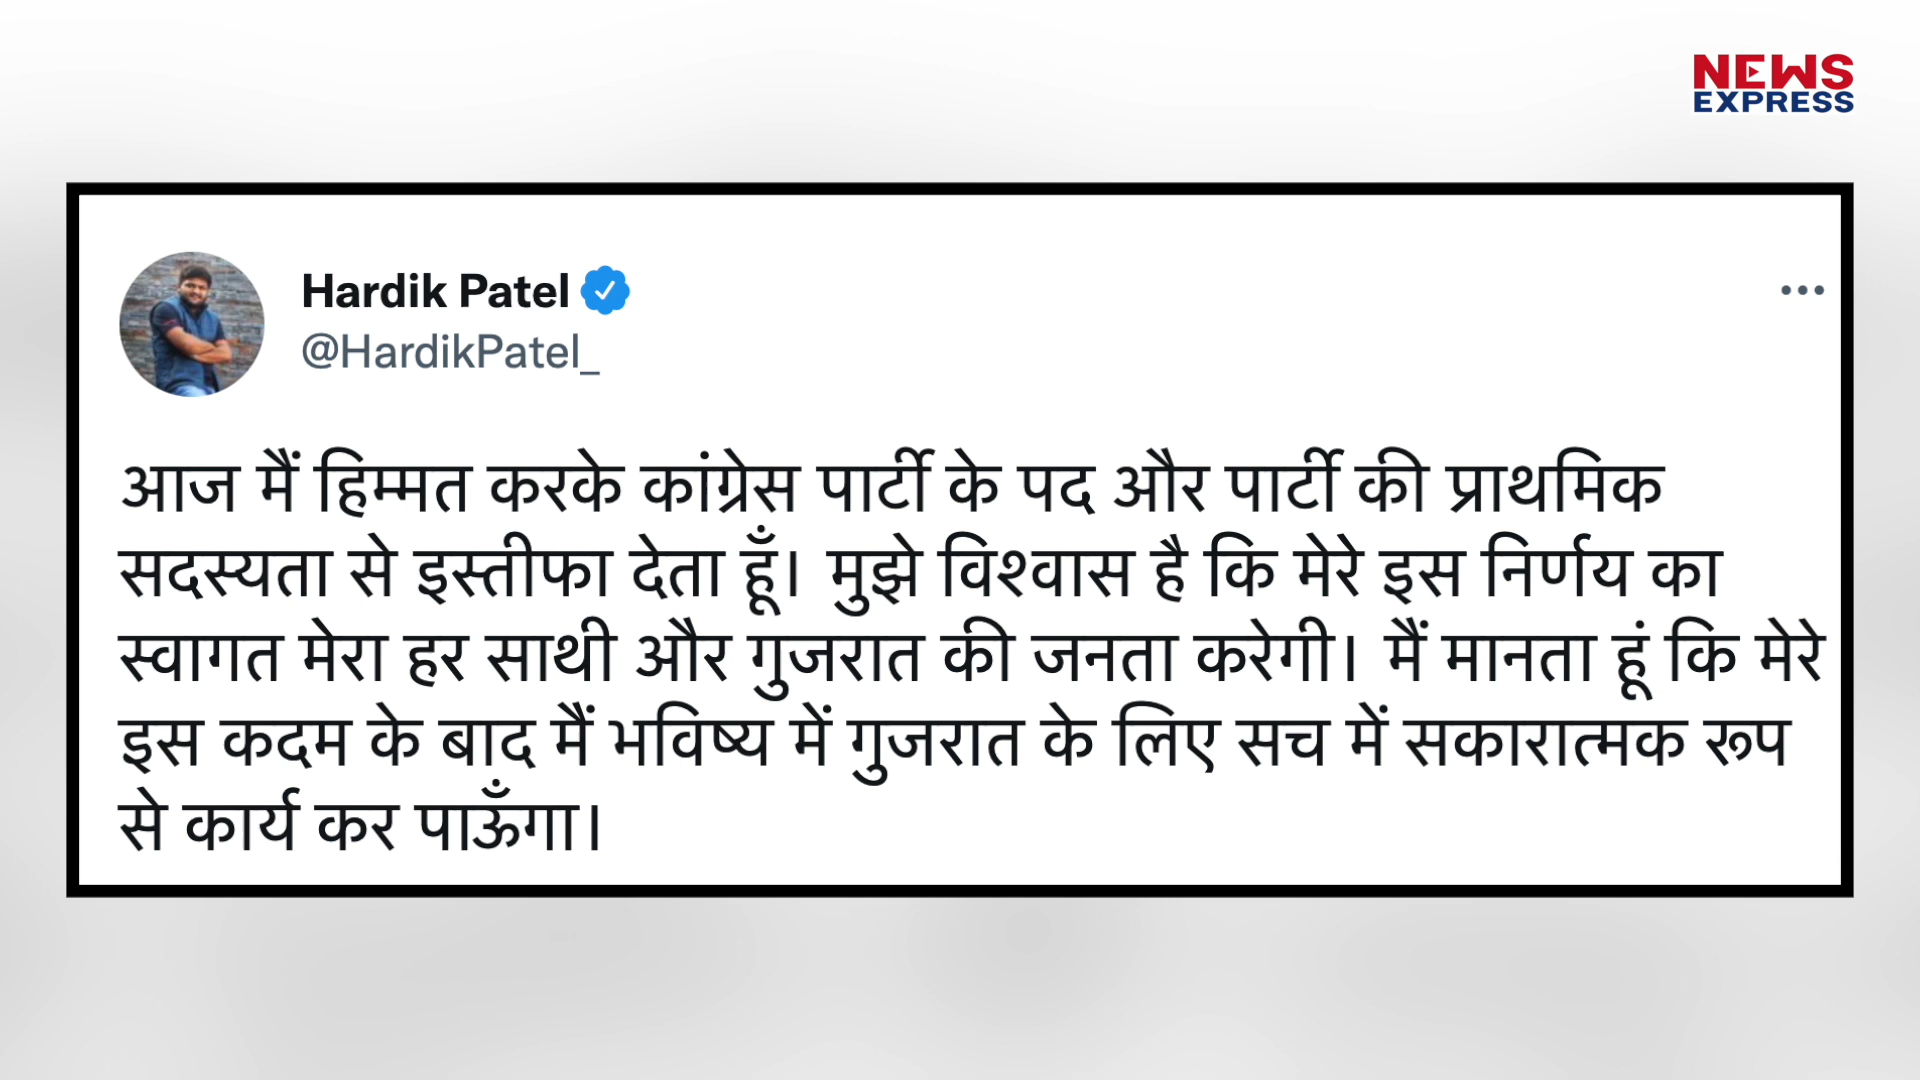 NEWS
EXPRESS
Hardik Patel
@HardikPatel_
आज मैं हिम्मत करके कांग्रेस पार्टी के पद और पार्टी की प्राथमिक
सदस्यता से इस्तीफा देता हूँ। मुझे विश्वास है कि मेरे इस निर्णय का
स्वागत मेरा हर साथी और गुजरात की जनता करेगी। मैं मानता हूं कि मेरे
इस कदम के बाद मैं भविष्य में गुजरात के लिए सच में सकारात्मक रूप
से कार्य कर पाऊँगा।